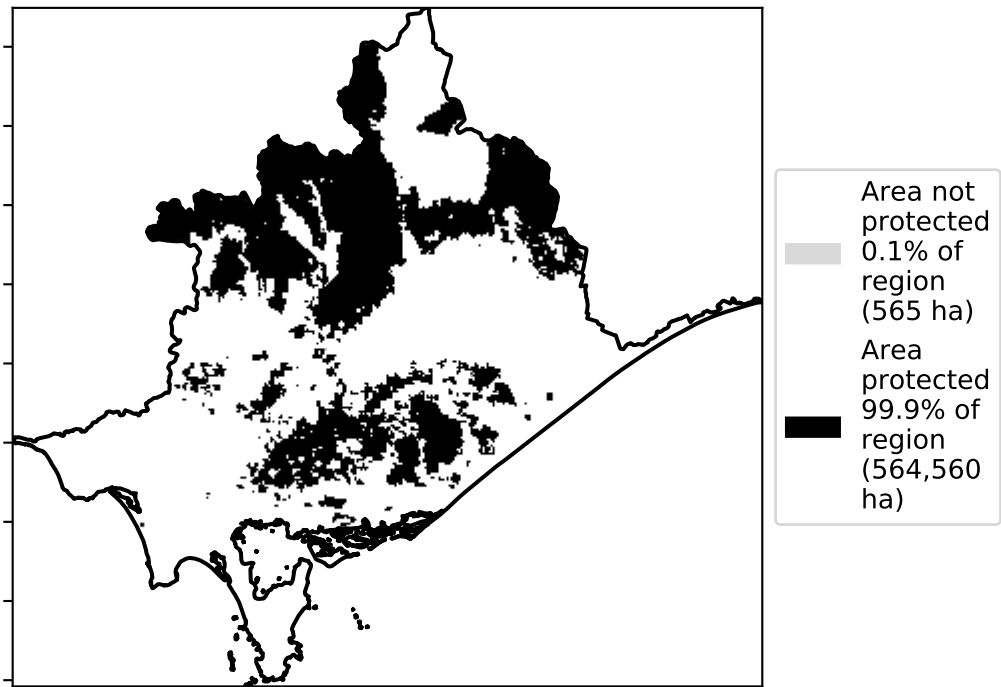 Area not
protected
0.1% of
region
(565 ha)
Area
protected
99.9% of
region
(564,560
ha)